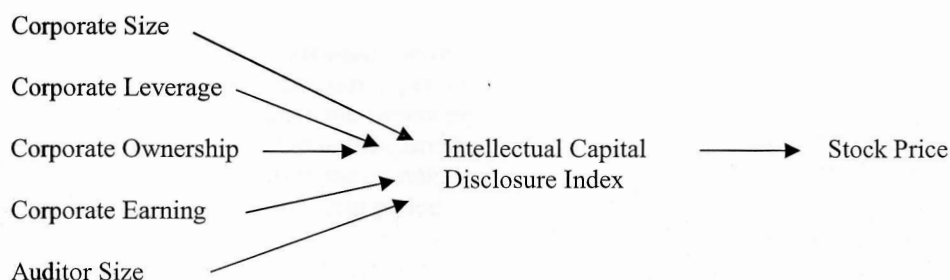 Corporate Size
Corporate Leverage
Corporate Ownership
Intellectual Capital
Disclosure Index
Stock Price
Corporate Earning
Auditor Size